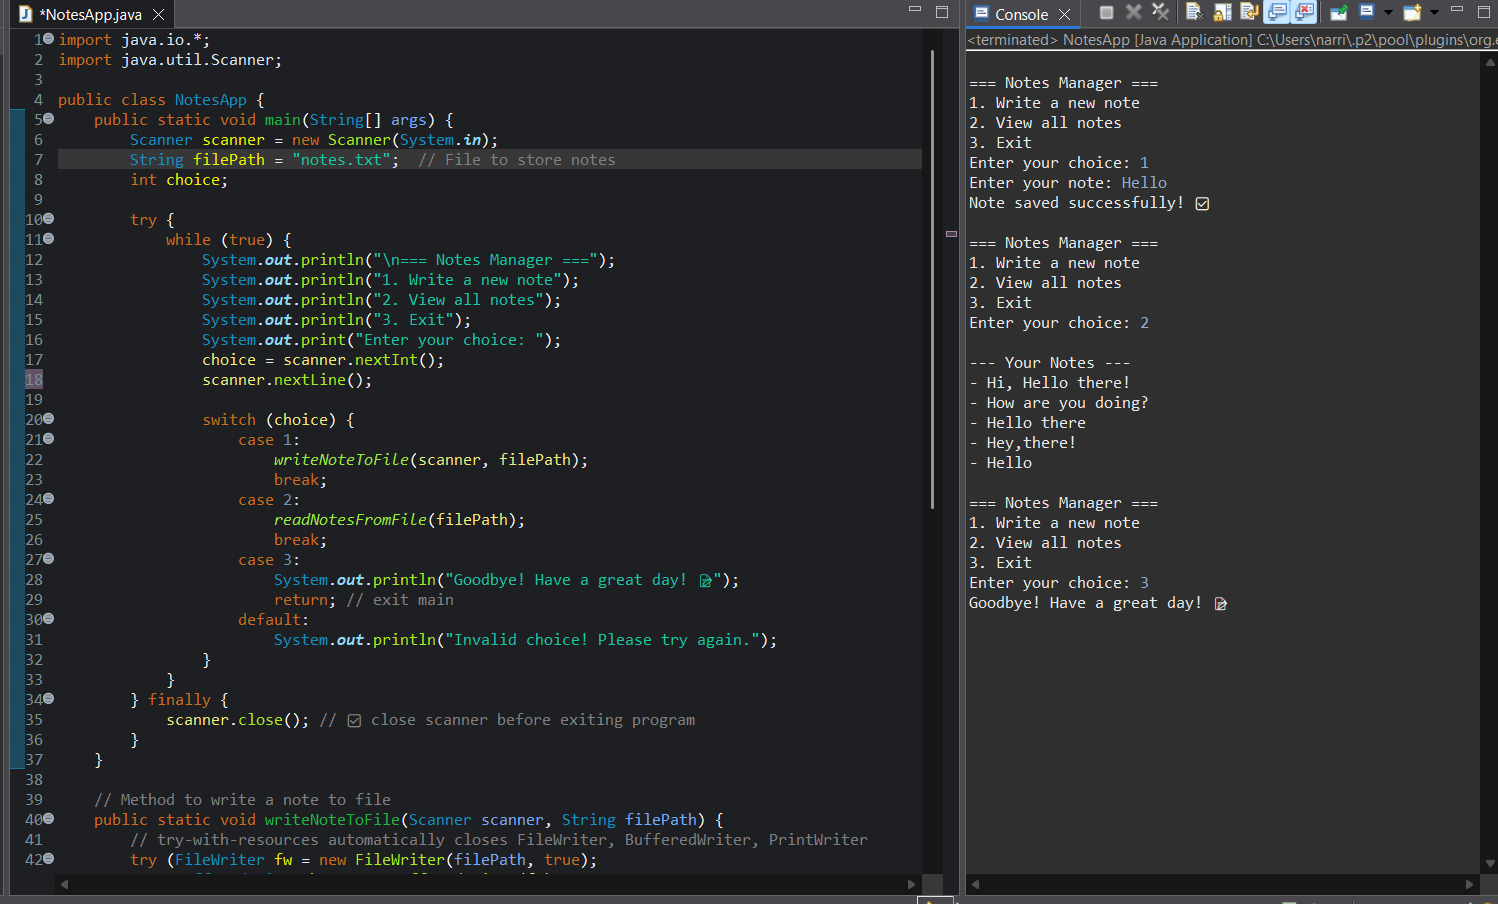 *NotesApp.java
1 import java.io.*;
2 import java.util.Scanner;
3
4 public class NotesApp {
5     public static void main(String[] args) {
6         Scanner scanner = new Scanner(System.in);
7         String filePath = "notes.txt";  // File to store notes
8         int choice;
9
10         try {
11             while (true) {
12                 System.out.println("\n=== Notes Manager ===");
13                 System.out.println("1. Write a new note");
14                 System.out.println("2. View all notes");
15                 System.out.println("3. Exit");
16                 System.out.print("Enter your choice: ");
17                 choice = scanner.nextInt();
18                 scanner.nextLine();
19
20                 switch (choice) {
21                     case 1:
22                         writeNoteToFile(scanner, filePath);
23                         break;
24                     case 2:
25                         readNotesFromFile(filePath);
26                         break;
27                     case 3:
28                         System.out.println("Goodbye! Have a great day! 📝");
29                         return; // exit main
30                     default:
31                         System.out.println("Invalid choice! Please try again.");
32                 }
33             }
34         } finally {
35             scanner.close(); // ✅ close scanner before exiting program
36         }
37     }
38
39     // Method to write a note to file
40     public static void writeNoteToFile(Scanner scanner, String filePath) {
41         // try-with-resources automatically closes FileWriter, BufferedWriter, PrintWriter
42         try (FileWriter fw = new FileWriter(filePath, true);
Console
<terminated> NotesApp [Java Application] C:\Users\narri\.p2\pool\plugins\org.e
=== Notes Manager ===
1. Write a new note
2. View all notes
3. Exit
Enter your choice: 1
Enter your note: Hello
Note saved successfully! ✅
=== Notes Manager ===
1. Write a new note
2. View all notes
3. Exit
Enter your choice: 2
--- Your Notes ---
- Hi, Hello there!
- How are you doing?
- Hello there
- Hey,there!
- Hello
=== Notes Manager ===
1. Write a new note
2. View all notes
3. Exit
Enter your choice: 3
Goodbye! Have a great day! 📝